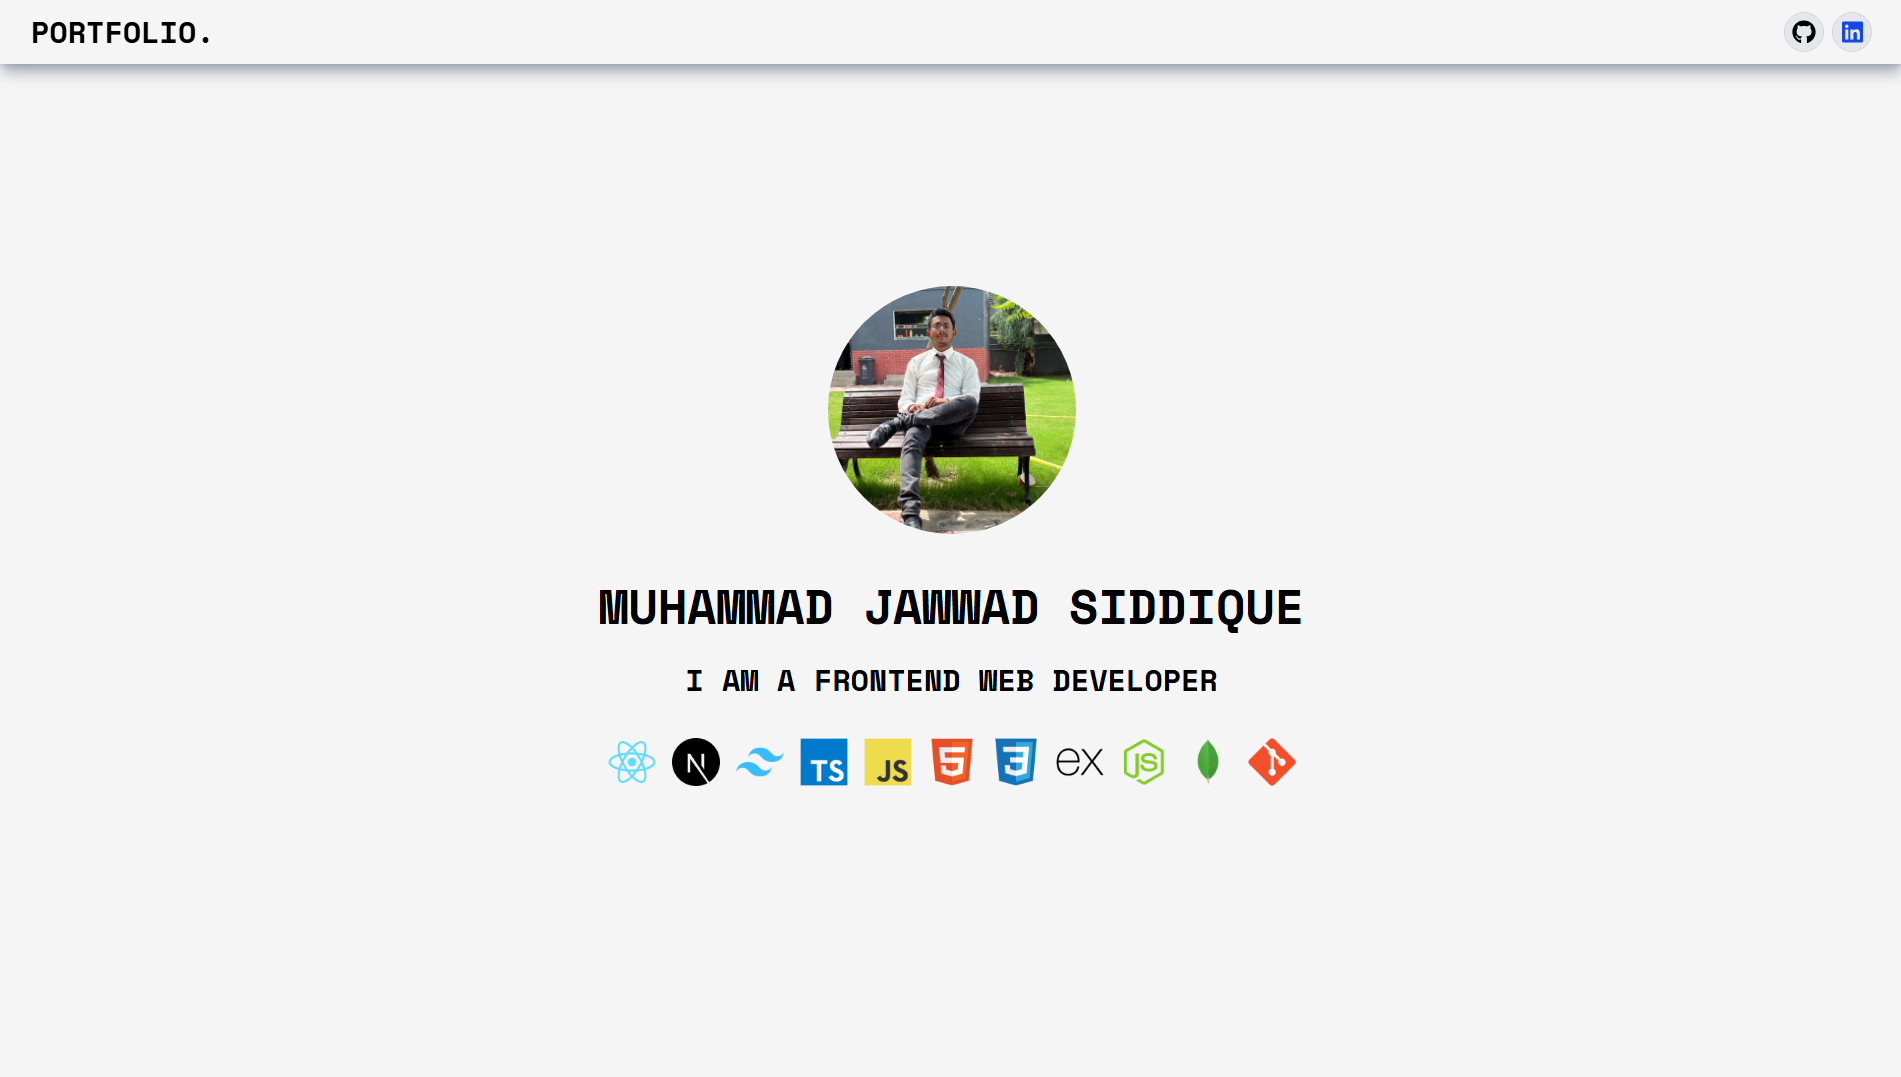 PORTFOLIO.
in
MUHAMMAD JAWWAD SIDDIQUE
I AM A FRONTEND WEB DEVELOPER
N TS JS 5 3 ex JS